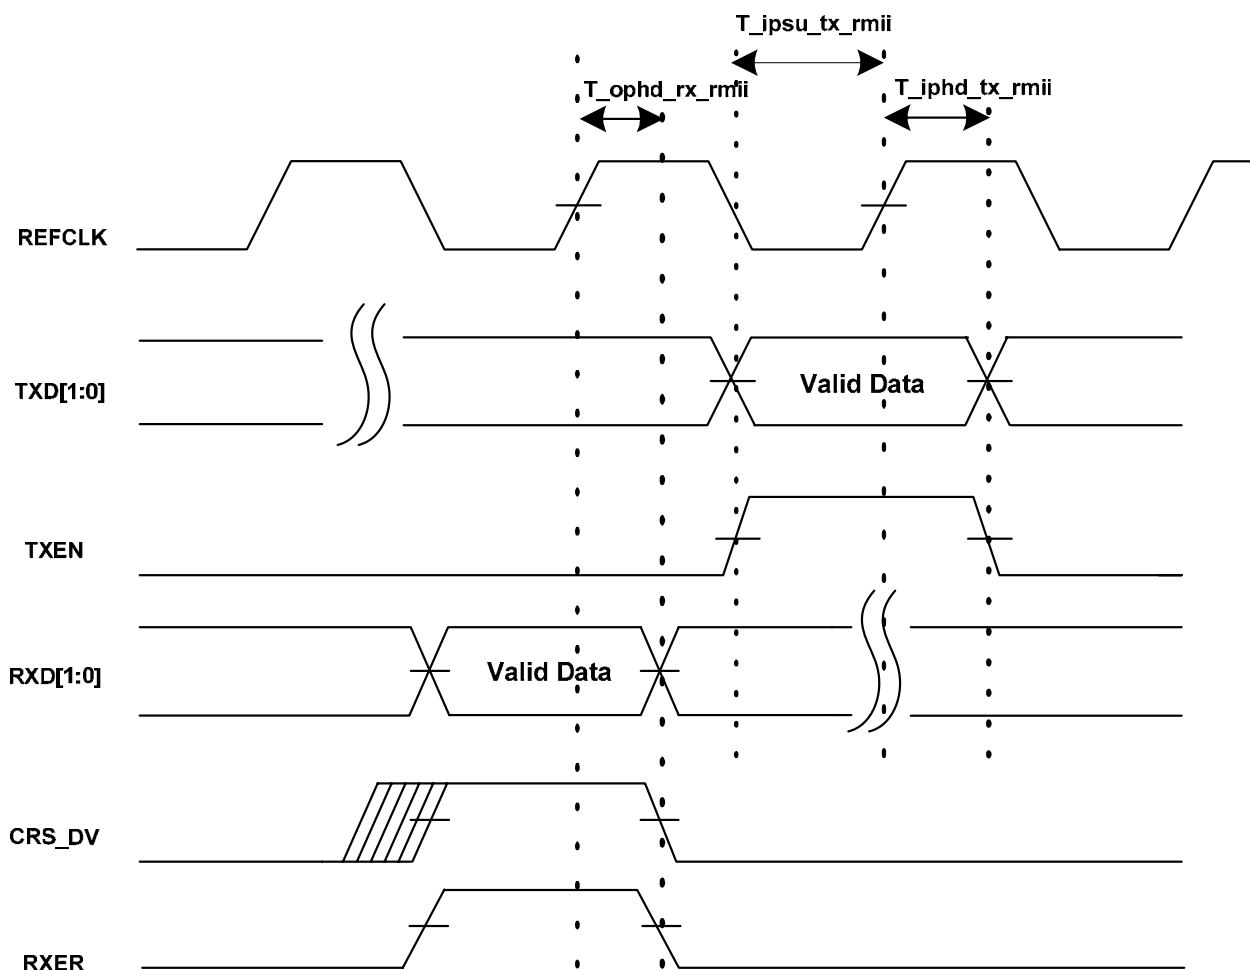 T_ipsu_tx_rmii
T_ophd_rx_rmii
T_iphd_tx_rmii
REFCLK
TXD[1:0]
Valid Data
TXEN
RXD[1:0]
Valid Data
CRS_DV
RXER